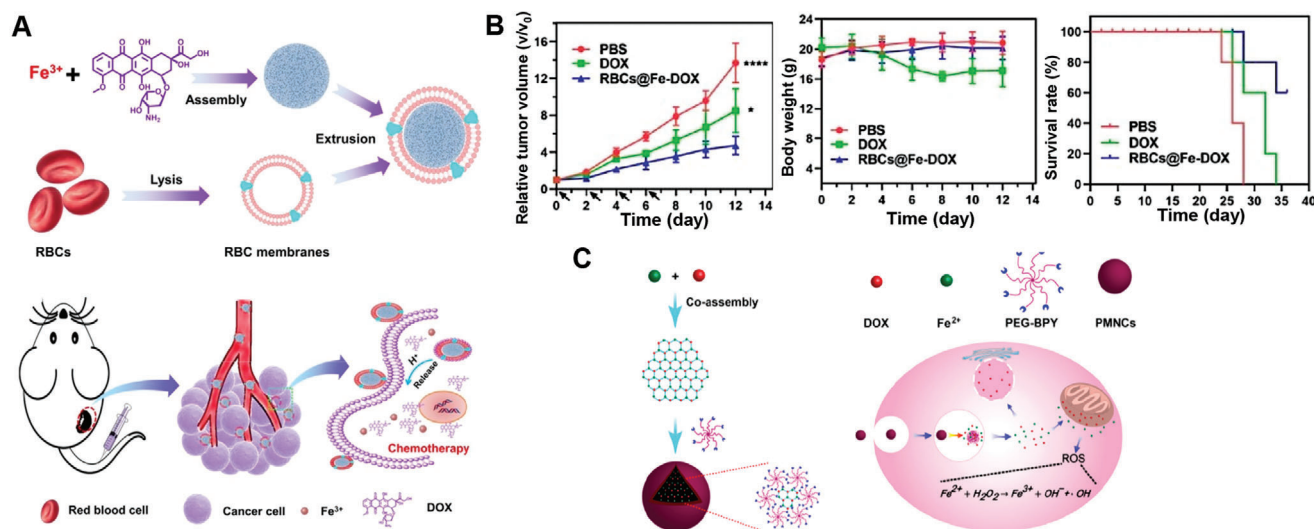 A
Fe3+ +
Assembly
Extrusion
Lysis
RBCs
RBC membranes
H+
Release
Chemotherapy
Red blood cell
Cancer cell
Fe3+
DOX
B
Relative tumor volume (v/v0)
16
12
8
4
0
PBS
DOX
RBCs@Fe-DOX
****
*
0 2 4 6 8 10 12 14
Time (day)
Body weight (g)
24
20
16
12
8
4
0
PBS
DOX
RBCs@Fe-DOX
0 2 4 6 8 10 12 14
Time (day)
Survival rate (%)
100
80
60
40
20
0
PBS
DOX
RBCs@Fe-DOX
0 5 10 15 20 25 30 35 40
Time (day)
C
+
Co-assembly
DOX
Fe2+
PEG-BPY
PMNCs
ROS
Fe2+ + H2O2 → Fe3+ + OH− + · OH